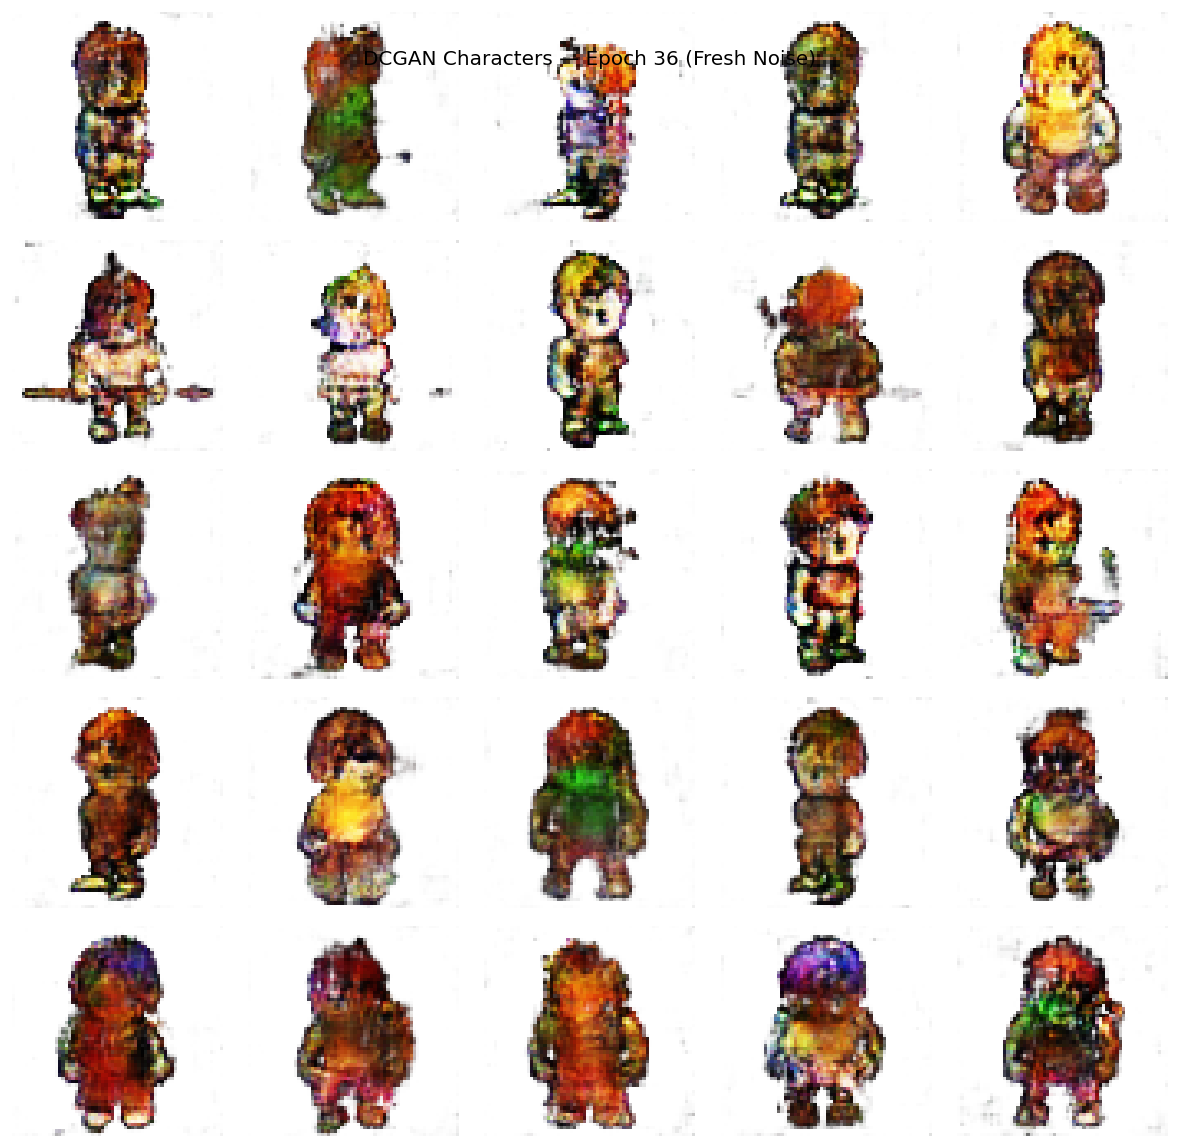 DCGAN Characters — Epoch 36 (Fresh Noise)